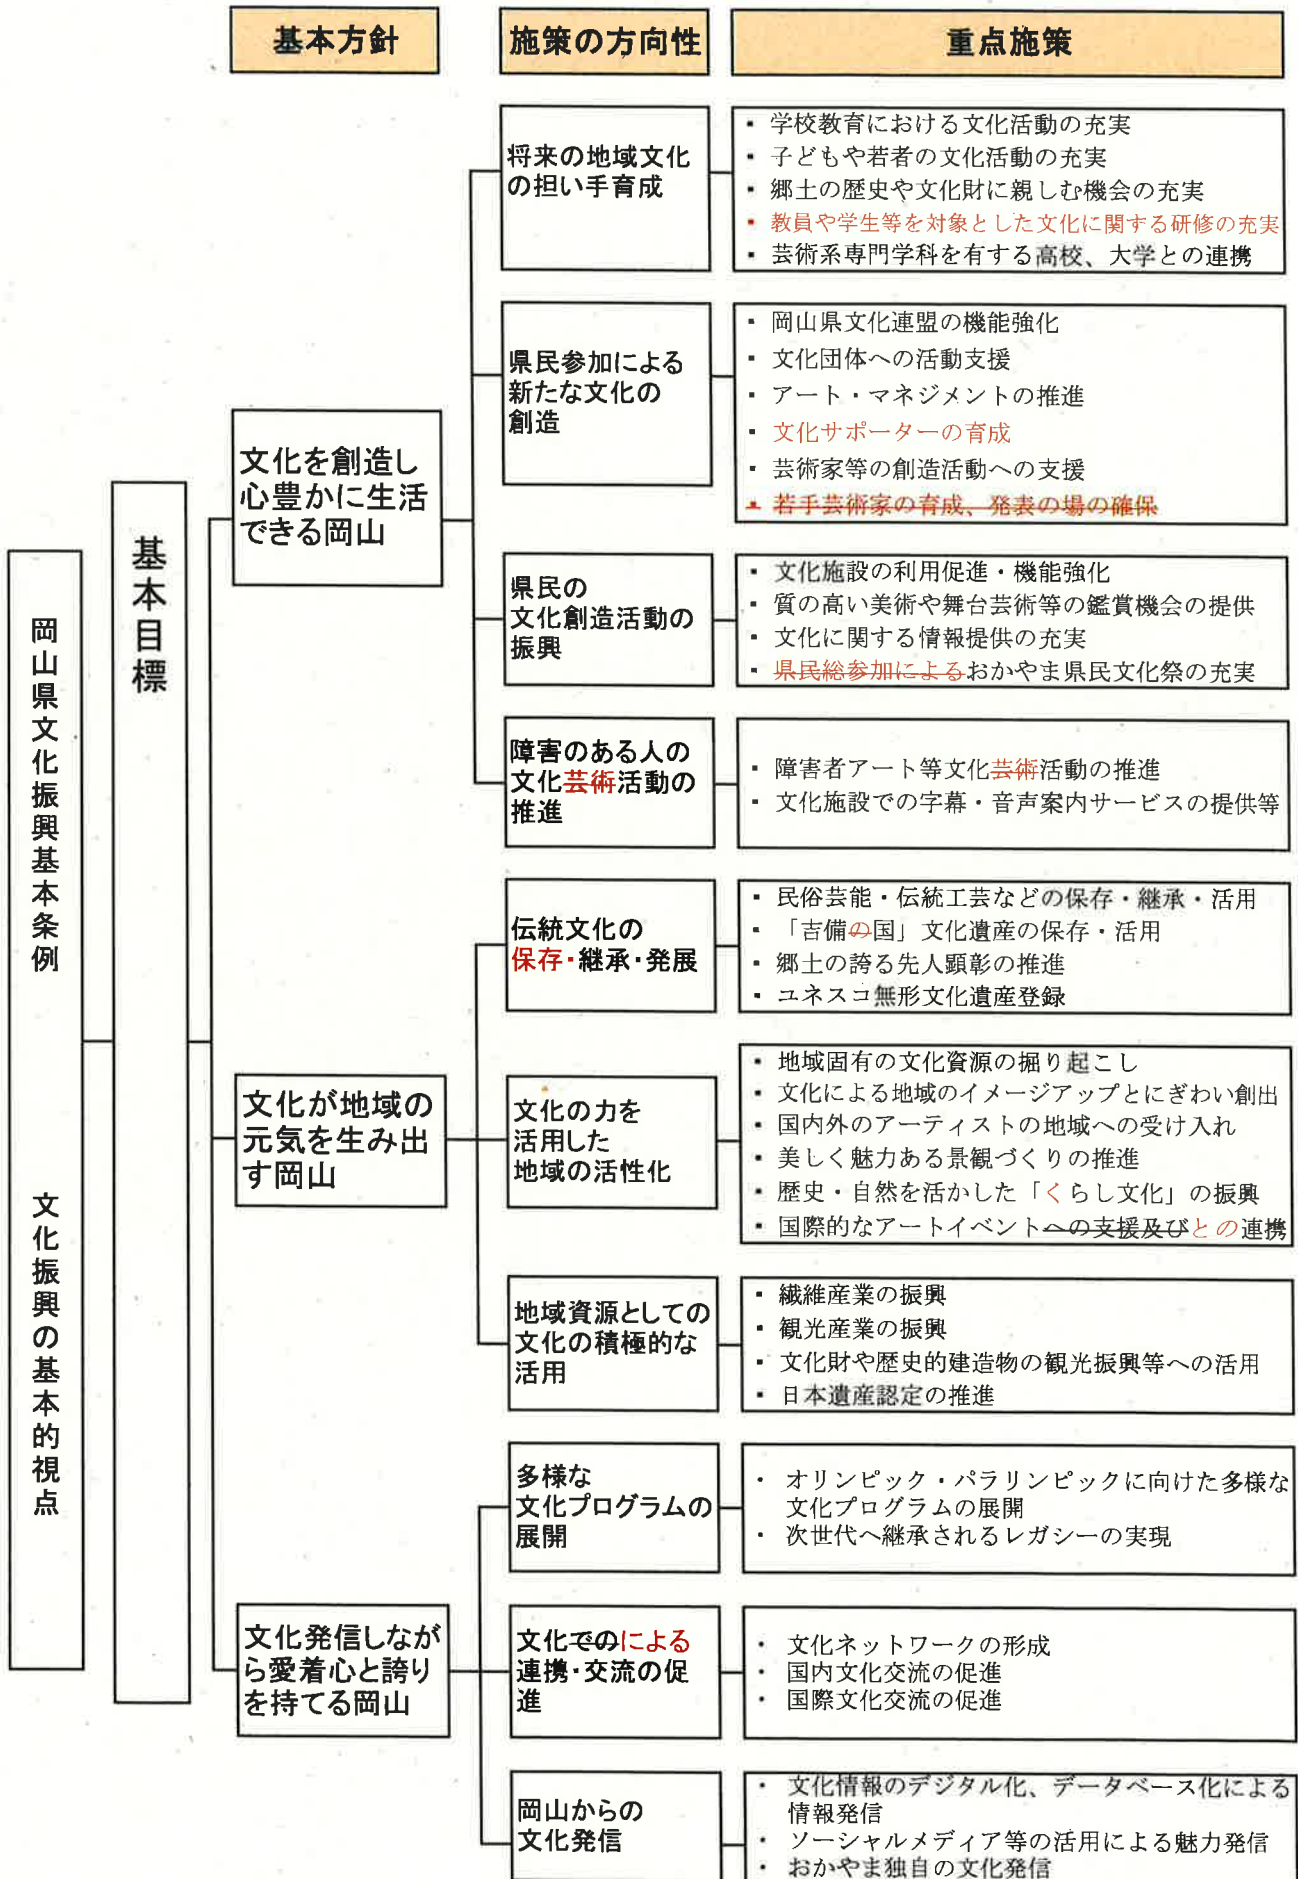 基本方針
施策の方向性
重点施策
岡山県文化振興基本条例
文化振興の基本的視点
基本目標
文化を創造し
心豊かに生活
できる岡山
将来の地域文化
の担い手育成
・ 学校教育における文化活動の充実
・ 子どもや若者の文化活動の充実
・ 郷土の歴史や文化財に親しむ機会の充実
・ 教員や学生等を対象とした文化に関する研修の充実
・ 芸術系専門学科を有する高校、大学との連携
県民参加による
新たな文化の
創造
・ 岡山県文化連盟の機能強化
・ 文化団体への活動支援
・ アート・マネジメントの推進
・ 文化サポーターの育成
・ 芸術家等の創造活動への支援
・ 若手芸術家の育成、発表の場の確保
県民の
文化創造活動の
振興
・ 文化施設の利用促進・機能強化
・ 質の高い美術や舞台芸術等の鑑賞機会の提供
・ 文化に関する情報提供の充実
・ 県民総参加によるおかやま県民文化祭の充実
障害のある人の
文化芸術活動の
推進
・ 障害者アート等文化芸術活動の推進
・ 文化施設での字幕・音声案内サービスの提供等
文化が地域の
元気を生み出
す岡山
伝統文化の
保存・継承・発展
・ 民俗芸能・伝統工芸などの保存・継承・活用
・ 「吉備の国」文化遺産の保存・活用
・ 郷土の誇る先人顕彰の推進
・ ユネスコ無形文化遺産登録
文化の力を
活用した
地域の活性化
・ 地域固有の文化資源の掘り起こし
・ 文化による地域のイメージアップとにぎわい創出
・ 国内外のアーティストの地域への受け入れ
・ 美しく魅力ある景観づくりの推進
・ 歴史・自然を活かした「くらし文化」の振興
・ 国際的なアートイベントへの支援及びとの連携
地域資源としての
文化の積極的な
活用
・ 繊維産業の振興
・ 観光産業の振興
・ 文化財や歴史的建造物の観光振興等への活用
・ 日本遺産認定の推進
文化発信しなが
ら愛着心と誇り
を持てる岡山
多様な
文化プログラムの
展開
・ オリンピック・パラリンピックに向けた多様な
文化プログラムの展開
・ 次世代へ継承されるレガシーの実現
文化でのによる
連携・交流の促
進
・ 文化ネットワークの形成
・ 国内文化交流の促進
・ 国際文化交流の促進
岡山からの
文化発信
・ 文化情報のデジタル化、データベース化による
情報発信
・ ソーシャルメディア等の活用による魅力発信
・ おかやま独自の文化発信